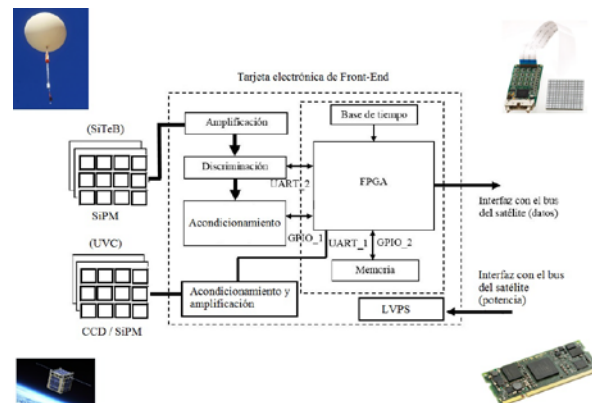 Tarjeta electrónica de Front-End
(SiTeB)
SiPM
(UVC)
CCD / SiPM
Amplificación
Discriminación
Acondicionamiento
Acondicionamiento y
amplificación
Base de tiempo
FPGA
UART_2
GPIO_1
UART_1
GPIO_2
Memoria
LVPS
Interfaz con el bus
del satélite (datos)
Interfaz con el bus
del satélite
(potencia)